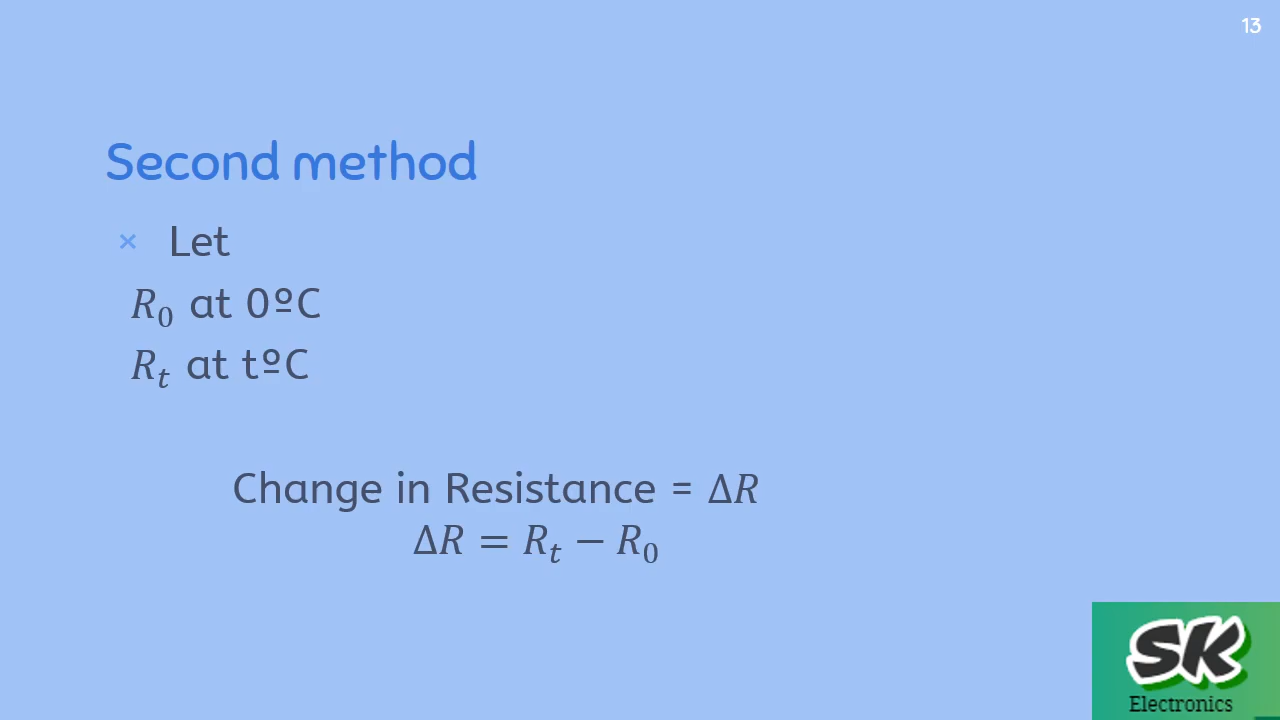 13
Second method
× Let
R₀ at 0ºC
Rₜ at tºC
Change in Resistance = ΔR
ΔR = Rₜ − R₀
SK
Electronics